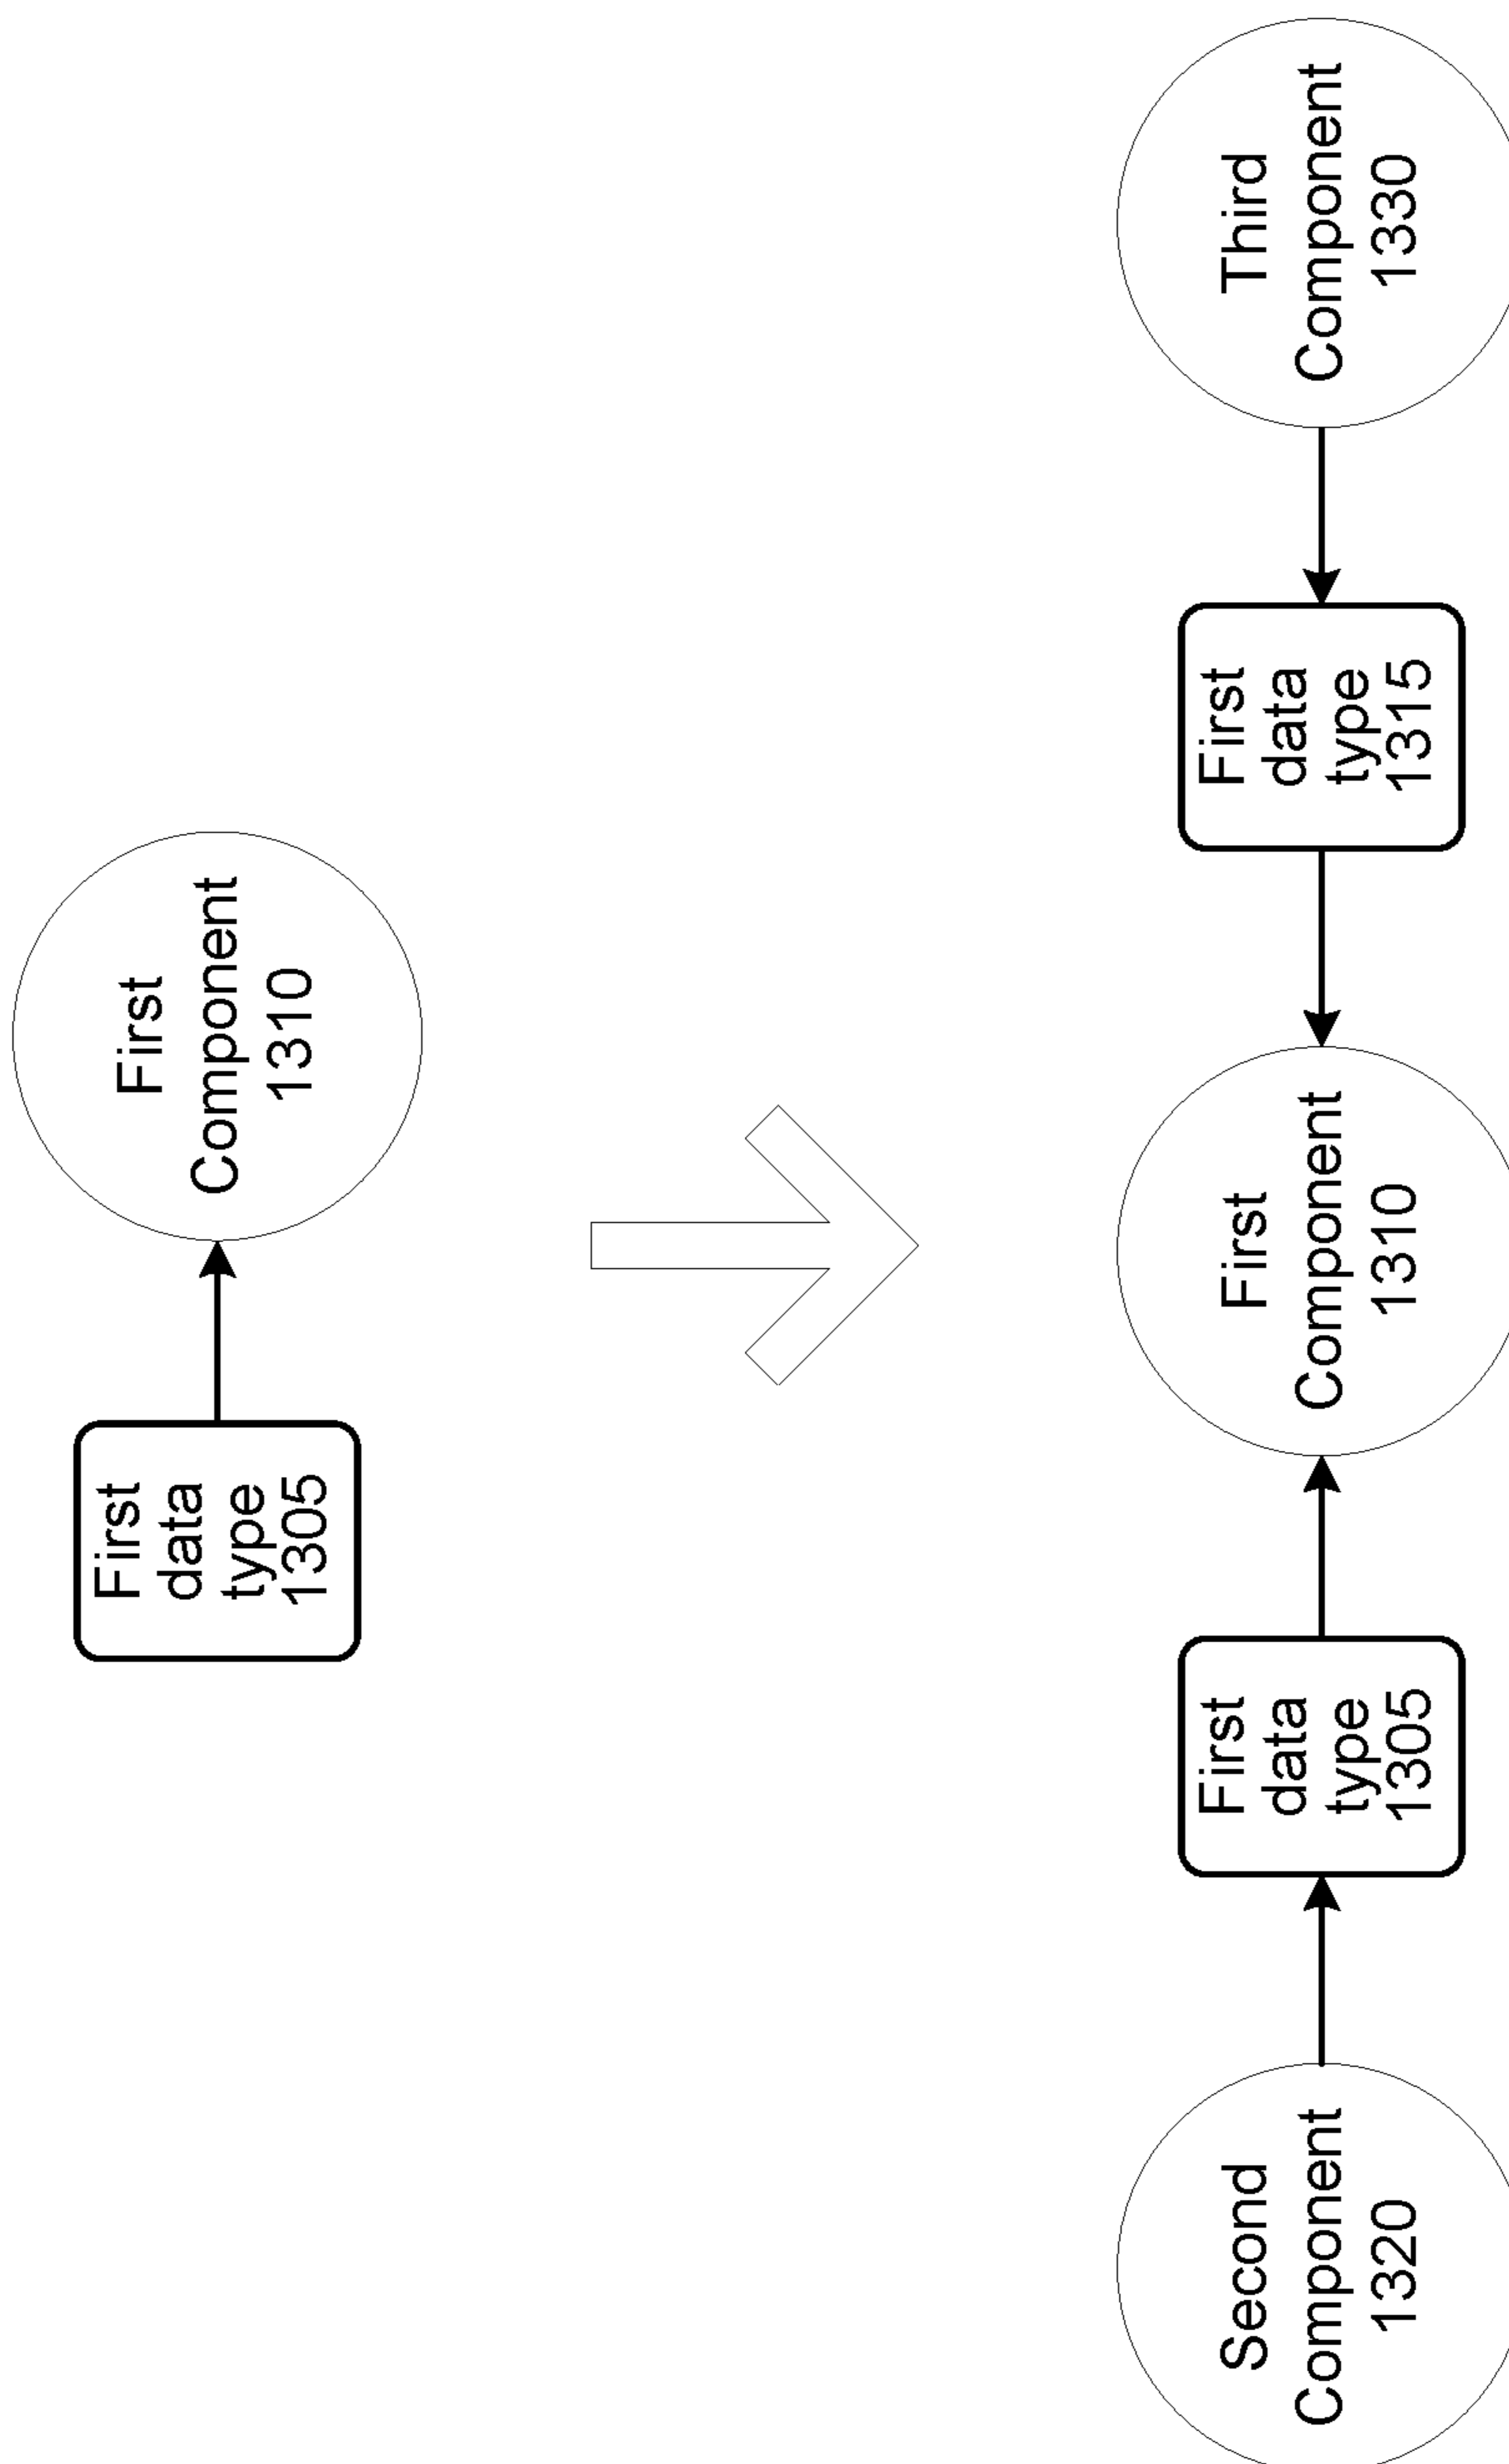 First
data
type
1305
First
Component
1310
Second
Component
1320
First
data
type
1305
First
Component
1310
First
data
type
1315
Third
Component
1330